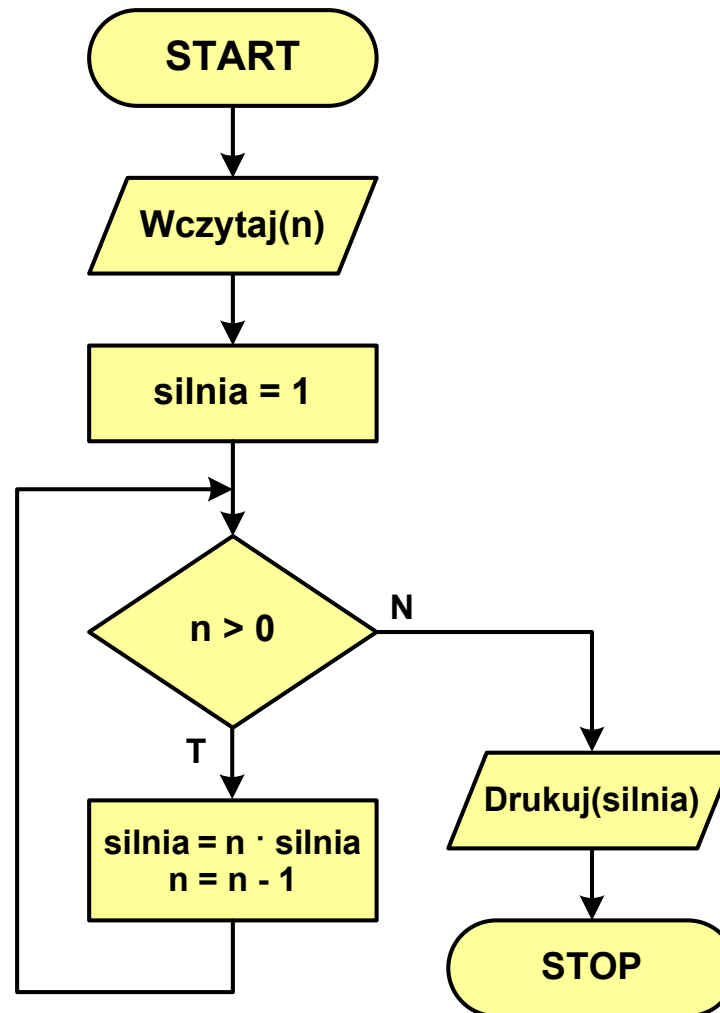 START
Wczytaj(n)
silnia = 1
n > 0
N
T
silnia = n · silnia
n = n - 1
Drukuj(silnia)
STOP